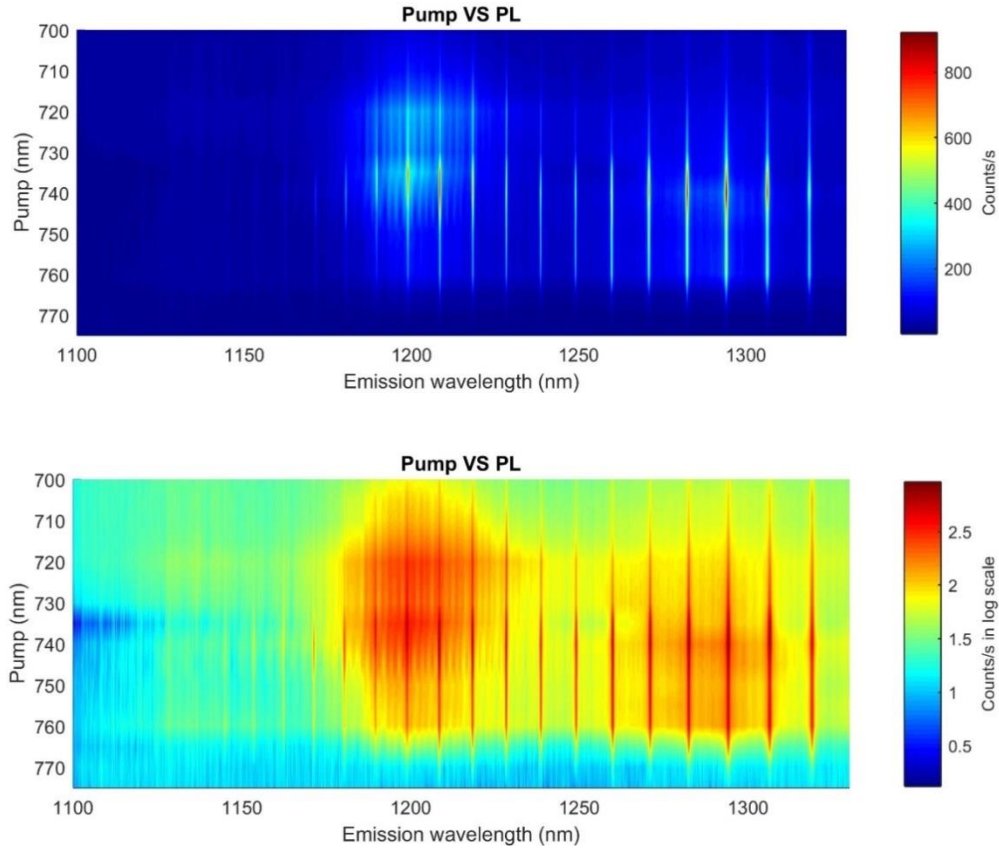 Pump VS PL
700
710
720
730
740
750
760
770
Pump (nm)
1100 1150 1200 1250 1300
Emission wavelength (nm)
800
600
400
200
Counts/s
Pump VS PL
700
710
720
730
740
750
760
770
Pump (nm)
1100 1150 1200 1250 1300
Emission wavelength (nm)
2.5
2
1.5
1
0.5
Counts/s in log scale